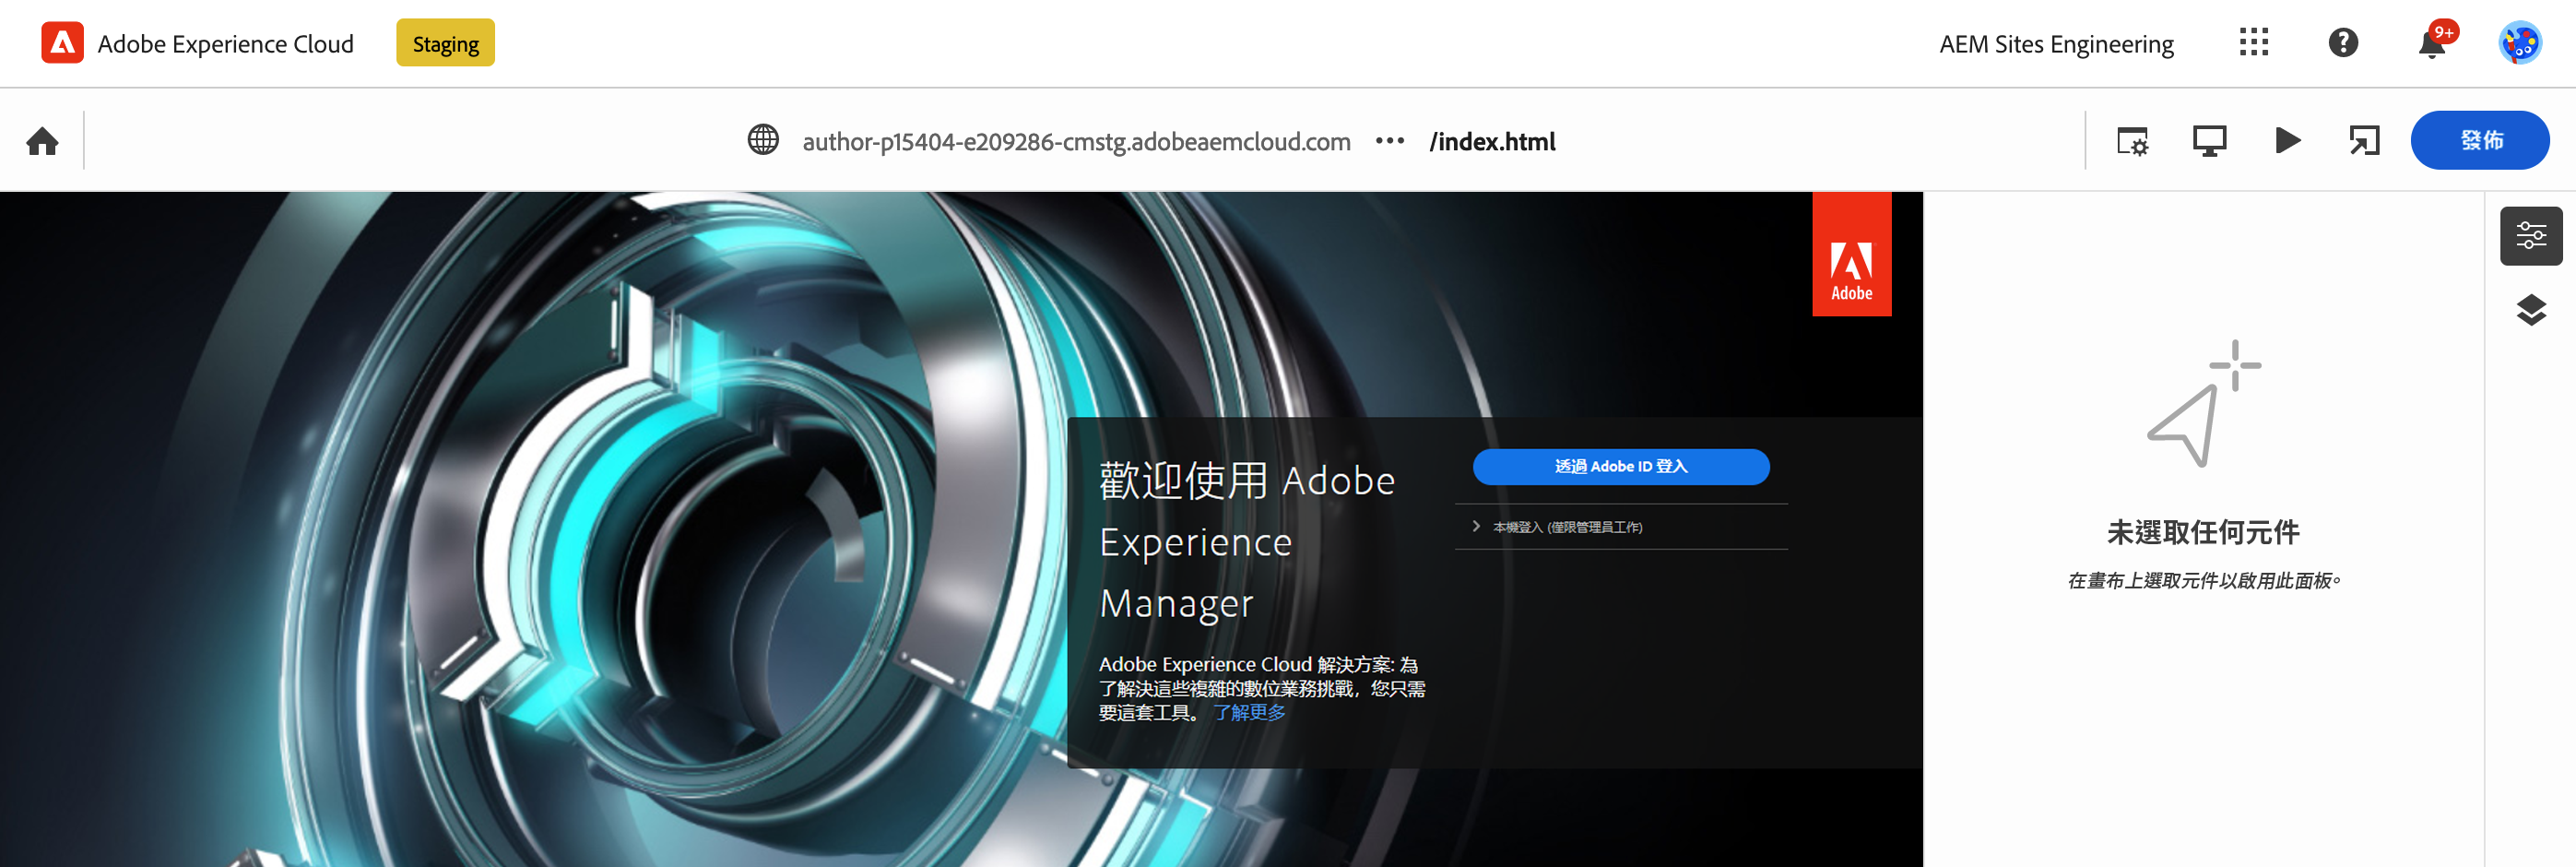 Adobe Experience Cloud
Staging
AEM Sites Engineering
9+
author-p15404-e209286-cmstg.adobeaemcloud.com ••• /index.html
發佈
Adobe
歡迎使用 Adobe
Experience
Manager
Adobe Experience Cloud 解決方案: 為
了解決這些複雜的數位業務挑戰，您只需
要這套工具。 了解更多
透過 Adobe ID 登入
本機登入 (僅限管理員工作)
未選取任何元件
在畫布上選取元件以啟用此面板。